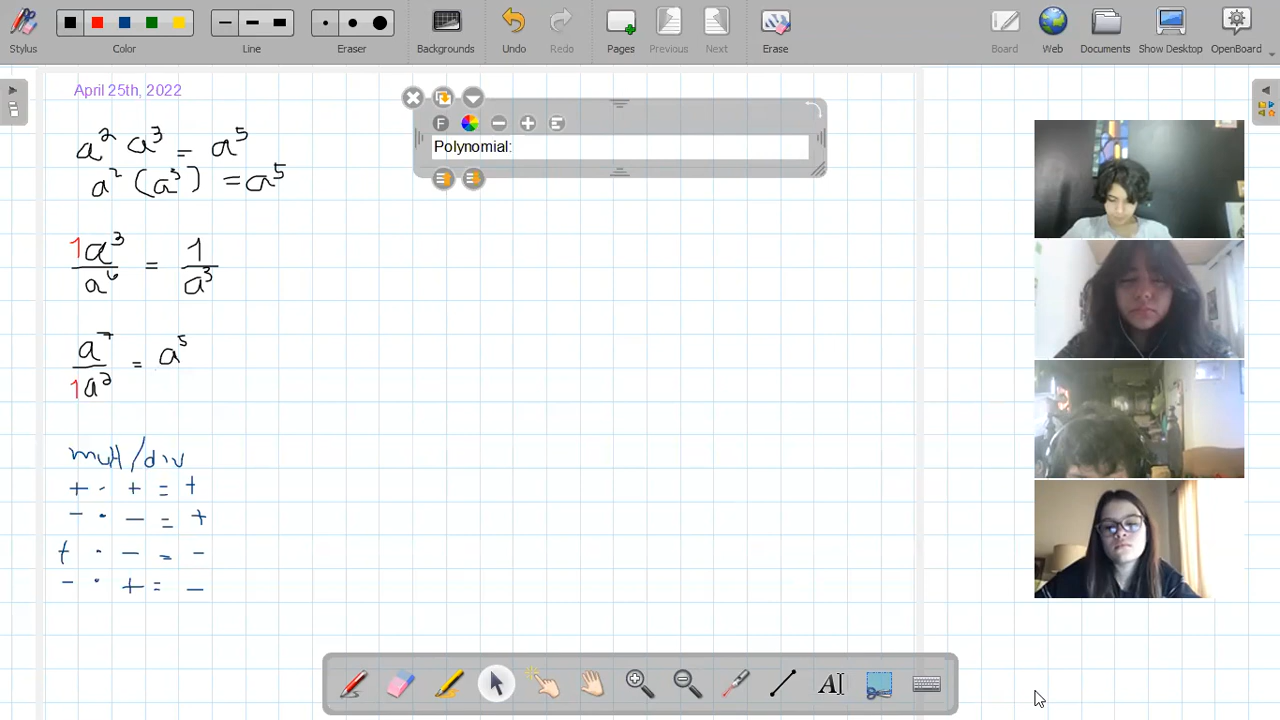 Stylus Color Line Eraser Backgrounds Undo Redo Pages Previous Next Erase Board Web Documents Show Desktop OpenBoard
April 25th, 2022
a² a³ = a⁵
a² (a³) = a⁵
1a³/a⁶ = 1/a³
a⁷/1a² = a⁵
mult/div
+ · + = +
- · - = +
+ · - = -
- · + = -
F
Polynomial:
AI